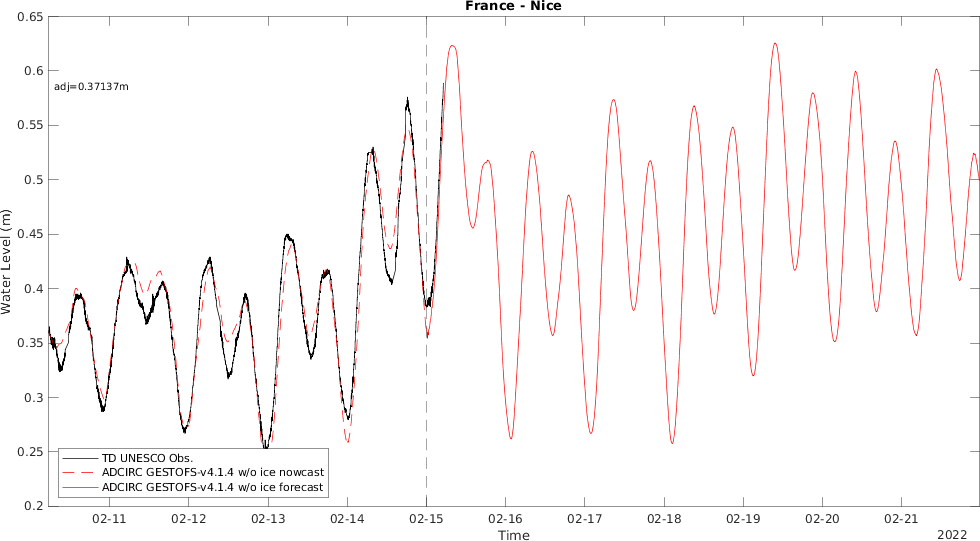 France - Nice
0.65
0.6
0.55
0.5
0.45
0.4
0.35
0.3
0.25
0.2
Water Level (m)
adj=0.37137m
TD UNESCO Obs.
ADCIRC GESTOFS-v4.1.4 w/o ice nowcast
ADCIRC GESTOFS-v4.1.4 w/o ice forecast
02-11 02-12 02-13 02-14 02-15 02-16 02-17 02-18 02-19 02-20 02-21
Time
2022